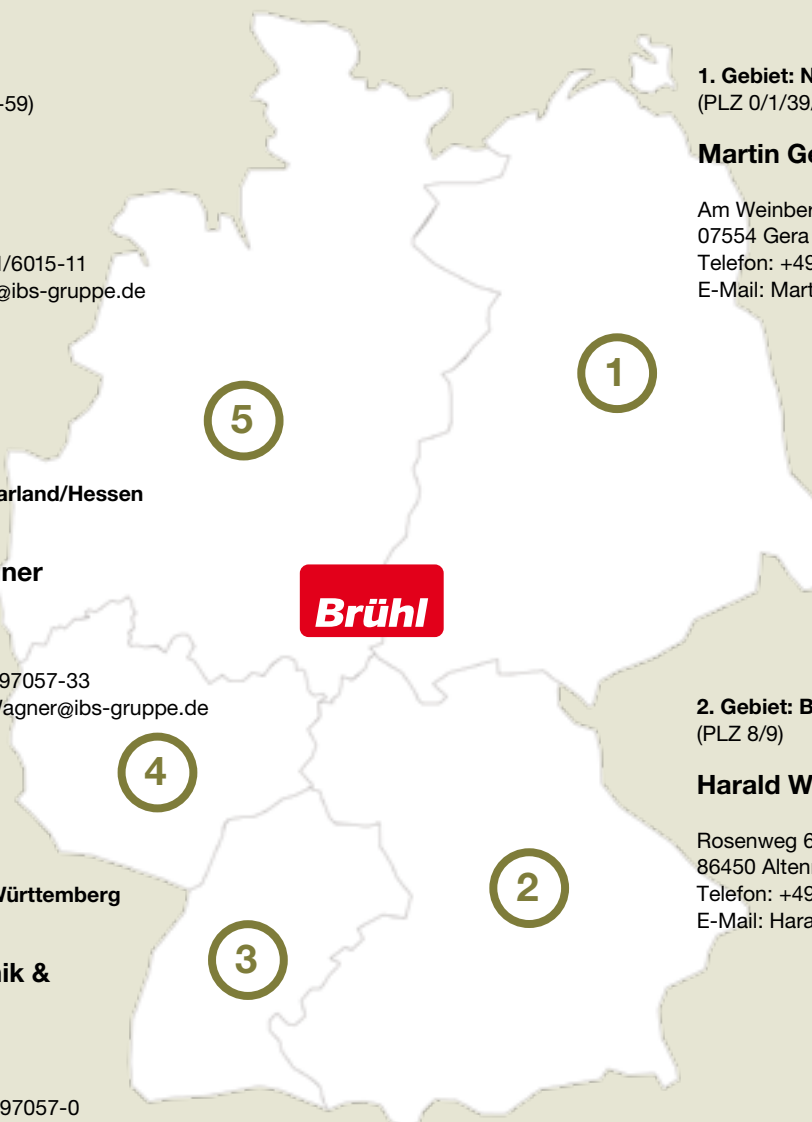 -59)
/6015-11
@ibs-gruppe.de
arland/Hessen
ner
97057-33
Vagner@ibs-gruppe.de
Württemberg
ik &
97057-0
5
1
Brühl
4
2
3
1. Gebiet: N
(PLZ 0/1/39
Martin Ge
Am Weinber
07554 Gera
Telefon: +49
E-Mail: Mart
2. Gebiet: B
(PLZ 8/9)
Harald W
Rosenweg 6
86450 Alten
Telefon: +49
E-Mail: Hara